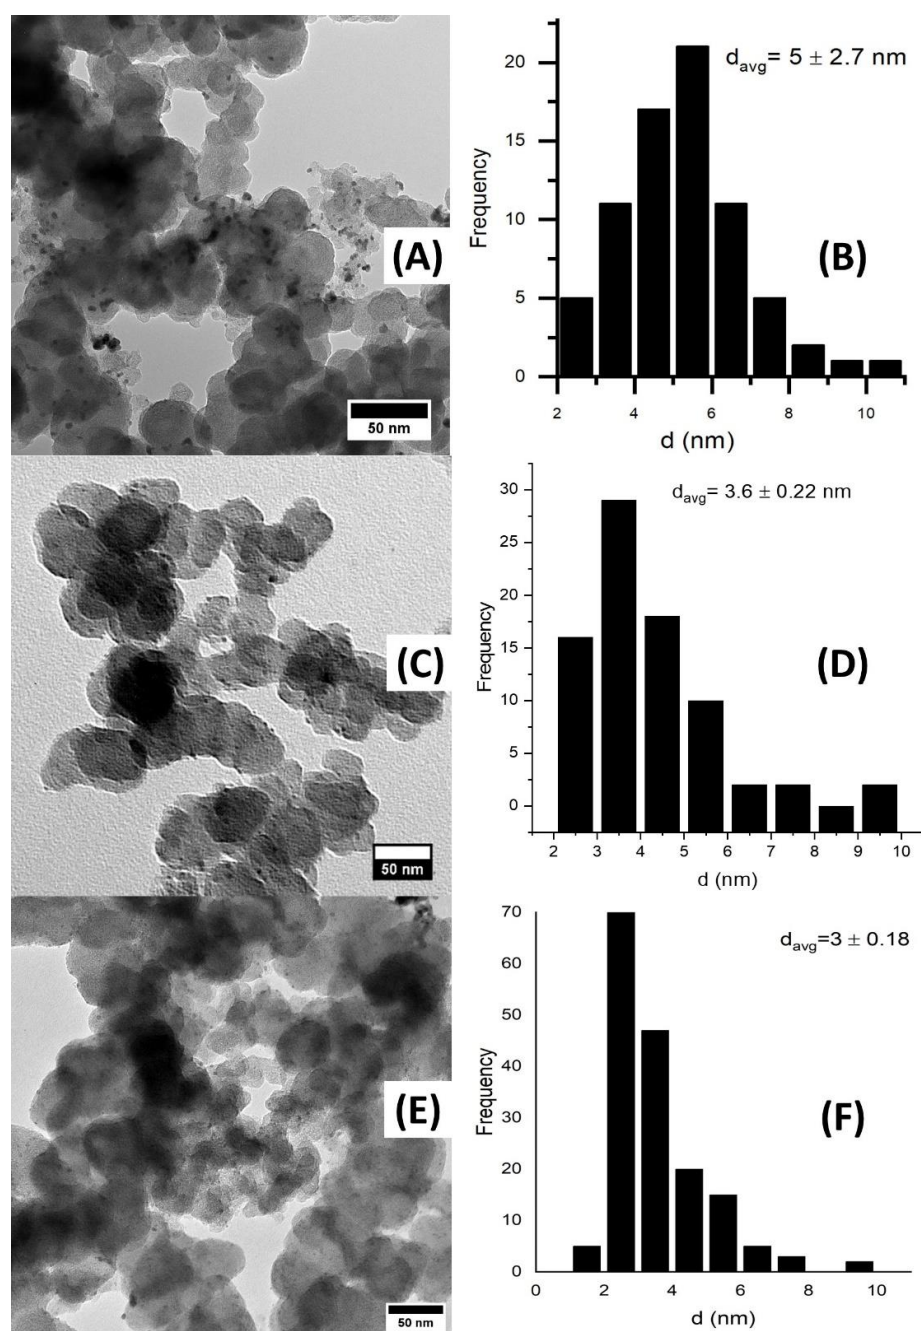 (A)
50 nm
d_avg= 5 ± 2.7 nm
20
15
10
5
0
Frequency
(B)
2 4 6 8 10
d (nm)
(C)
50 nm
d_avg= 3.6 ± 0.22 nm
30
25
20
15
10
5
0
Frequency
(D)
2 3 4 5 6 7 8 9 10
d (nm)
(E)
50 nm
d_avg=3 ± 0.18
70
60
50
40
30
20
10
0
Frequency
(F)
0 2 4 6 8 10
d (nm)